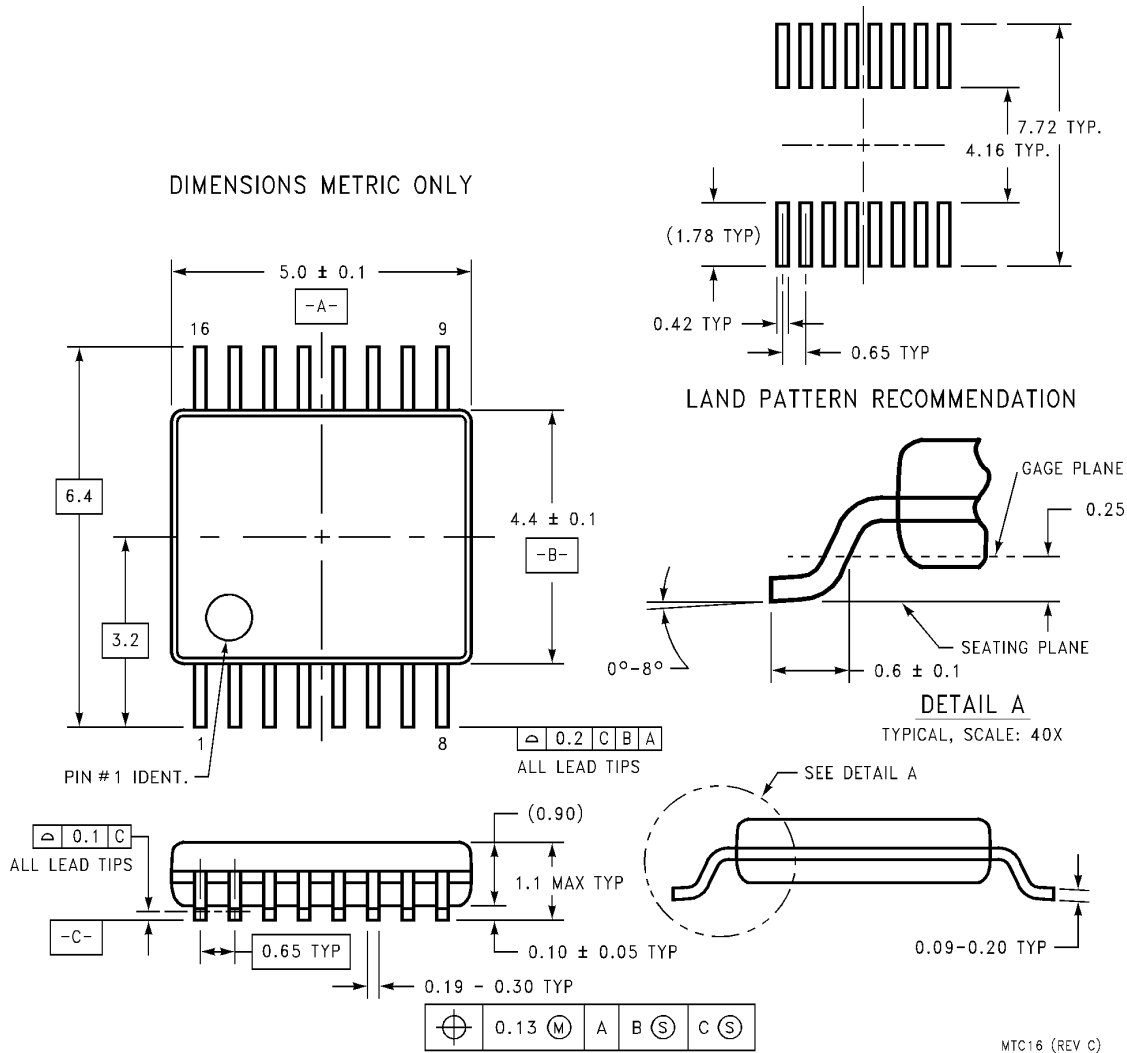 7.72 TYP.
4.16 TYP.
(1.78 TYP)
0.42 TYP
0.65 TYP
LAND PATTERN RECOMMENDATION
DIMENSIONS METRIC ONLY
5.0 ± 0.1
-A-
16
9
6.4
3.2
4.4 ± 0.1
-B-
1
8
PIN #1 IDENT.
⌓ 0.2 C B A
ALL LEAD TIPS
GAGE PLANE
0.25
SEATING PLANE
0°-8°
0.6 ± 0.1
DETAIL A
TYPICAL, SCALE: 40X
SEE DETAIL A
0.09-0.20 TYP
⌓ 0.1 C
ALL LEAD TIPS
-C-
(0.90)
1.1 MAX TYP
0.65 TYP
0.10 ± 0.05 TYP
0.19 - 0.30 TYP
⌖ 0.13 Ⓜ A B Ⓢ C Ⓢ
MTC16 (REV C)